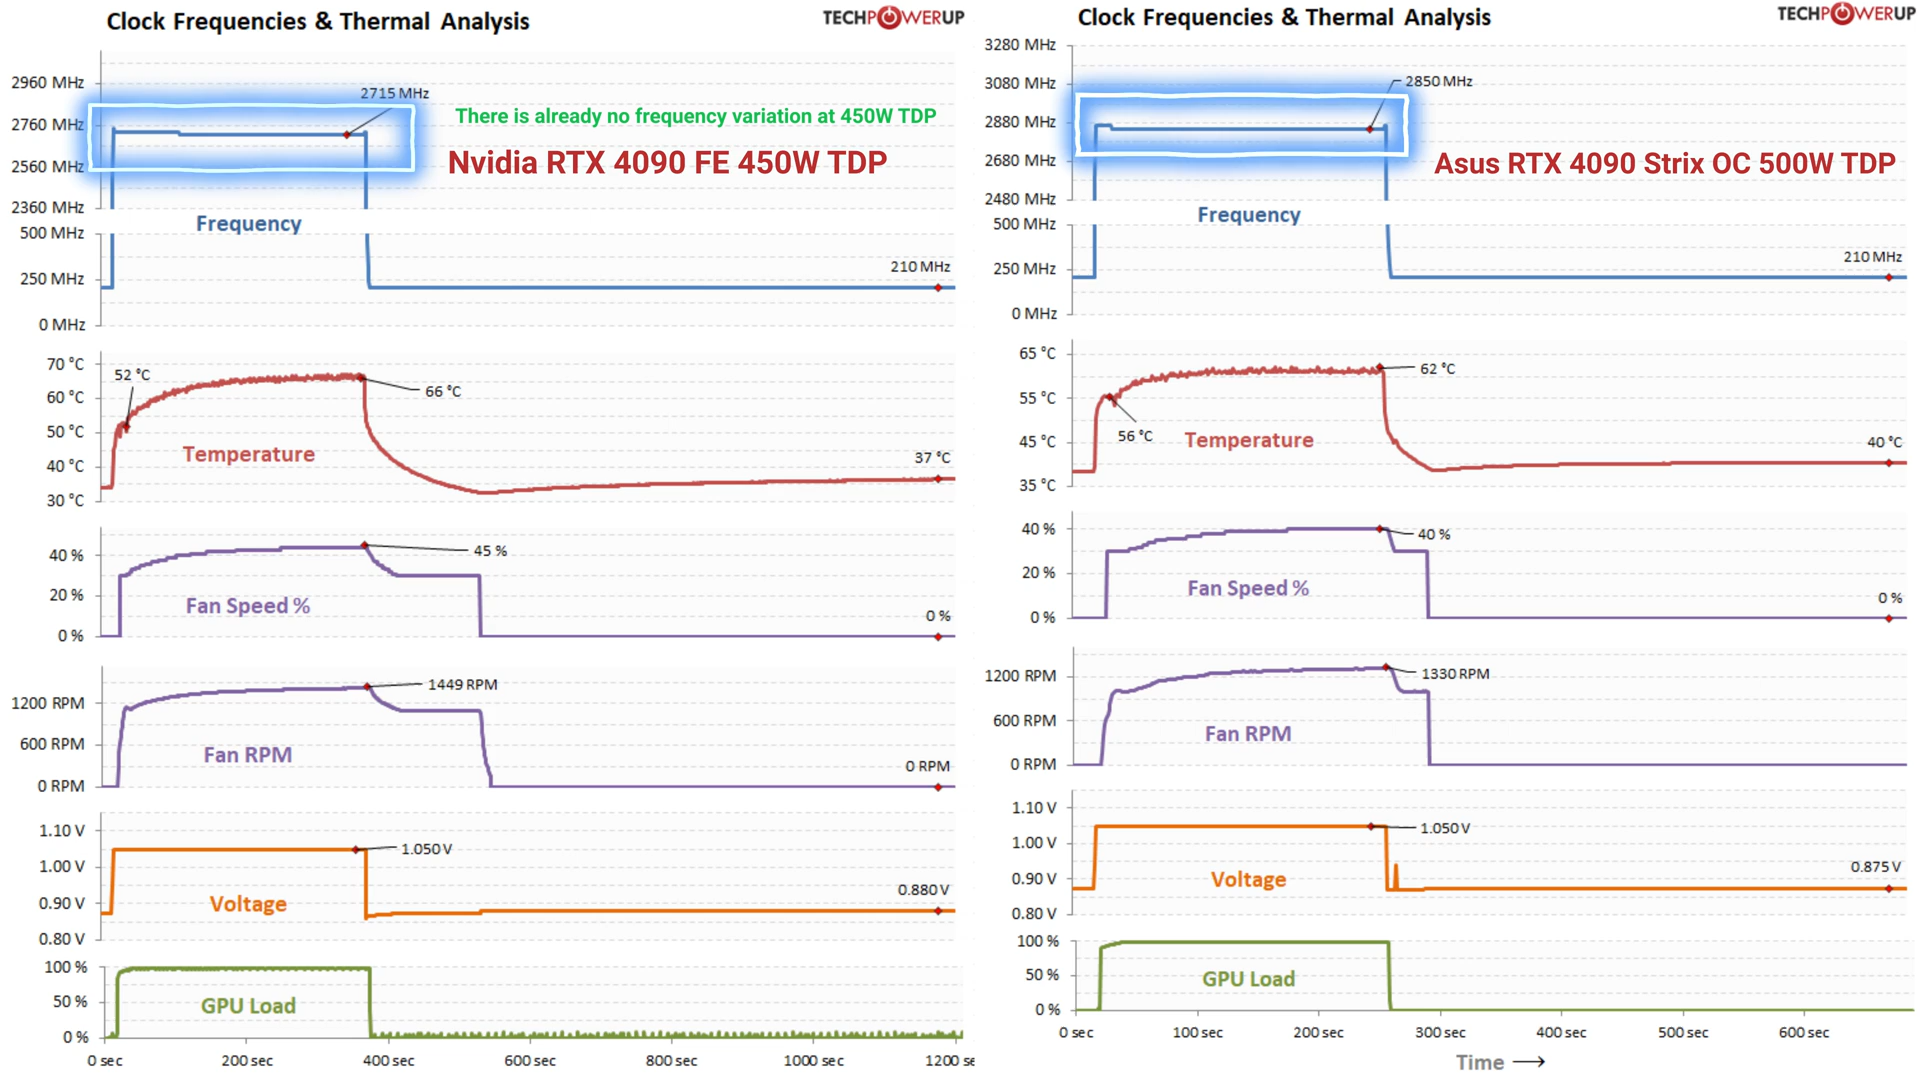 Clock Frequencies & Thermal Analysis
TECHPOWERUP
2960 MHz
2760 MHz
2560 MHz
2360 MHz
500 MHz
250 MHz
0 MHz
2715 MHz
There is already no frequency variation at 450W TDP
Nvidia RTX 4090 FE 450W TDP
Frequency
210 MHz
70 °C
60 °C
50 °C
40 °C
30 °C
52 °C
66 °C
Temperature
37 °C
40 %
20 %
0 %
45 %
Fan Speed %
0 %
1200 RPM
600 RPM
0 RPM
1449 RPM
Fan RPM
0 RPM
1.10 V
1.00 V
0.90 V
0.80 V
1.050 V
Voltage
0.880 V
100 %
50 %
0 %
GPU Load
0 sec
200 sec
400 sec
600 sec
800 sec
1000 sec
1200 se
Clock Frequencies & Thermal Analysis
TECHPOWERUP
3280 MHz
3080 MHz
2880 MHz
2680 MHz
2480 MHz
500 MHz
250 MHz
0 MHz
2850 MHz
Asus RTX 4090 Strix OC 500W TDP
Frequency
210 MHz
65 °C
55 °C
45 °C
35 °C
62 °C
56 °C
Temperature
40 °C
40 %
20 %
0 %
40 %
Fan Speed %
0 %
1200 RPM
600 RPM
0 RPM
1330 RPM
Fan RPM
1.10 V
1.00 V
0.90 V
0.80 V
1.050 V
Voltage
0.875 V
100 %
50 %
0 %
GPU Load
0 sec
100 sec
200 sec
300 sec
400 sec
500 sec
600 sec
Time